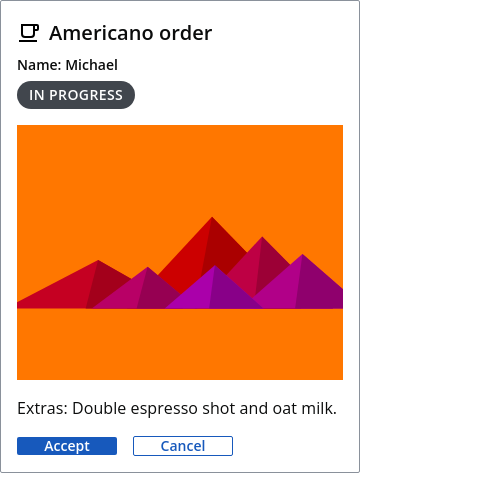 Americano order
Name: Michael
IN PROGRESS
Extras: Double espresso shot and oat milk.
Accept
Cancel